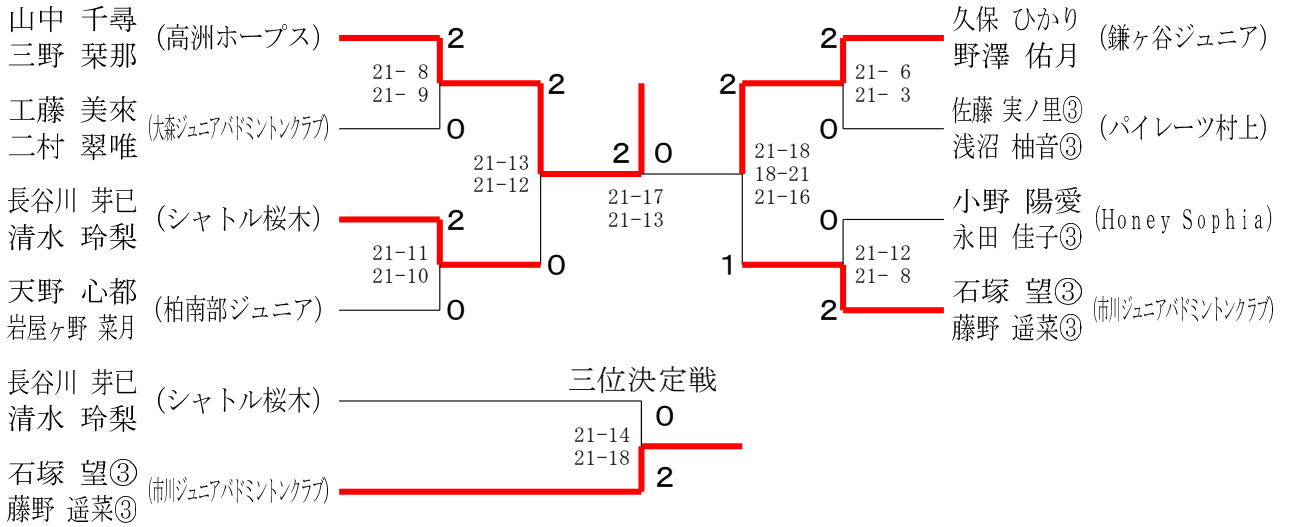 山中 千尋
三野 栞那
(高洲ホープス)
2
21- 8
21- 9
工藤 美來
二村 翠唯
(大森ジュニアバドミントンクラブ)
0
2
21-13
21-12
長谷川 芽已
清水 玲梨
(シャトル桜木)
2
21-11
21-10
天野 心都
岩屋ヶ野 菜月
(柏南部ジュニア)
0
0
2
0
21-17
21-13
久保 ひかり
野澤 佑月
(鎌ヶ谷ジュニア)
2
21- 6
21- 3
佐藤 実ノ里③
浅沼 柚音③
(パイレーツ村上)
0
2
21-18
18-21
21-16
小野 陽愛
永田 佳子③
(Honey Sophia)
0
21-12
21- 8
石塚 望③
藤野 遥菜③
(市川ジュニアバドミントンクラブ)
2
1
三位決定戦
長谷川 芽已
清水 玲梨
(シャトル桜木)
0
21-14
21-18
石塚 望③
藤野 遥菜③
(市川ジュニアバドミントンクラブ)
2